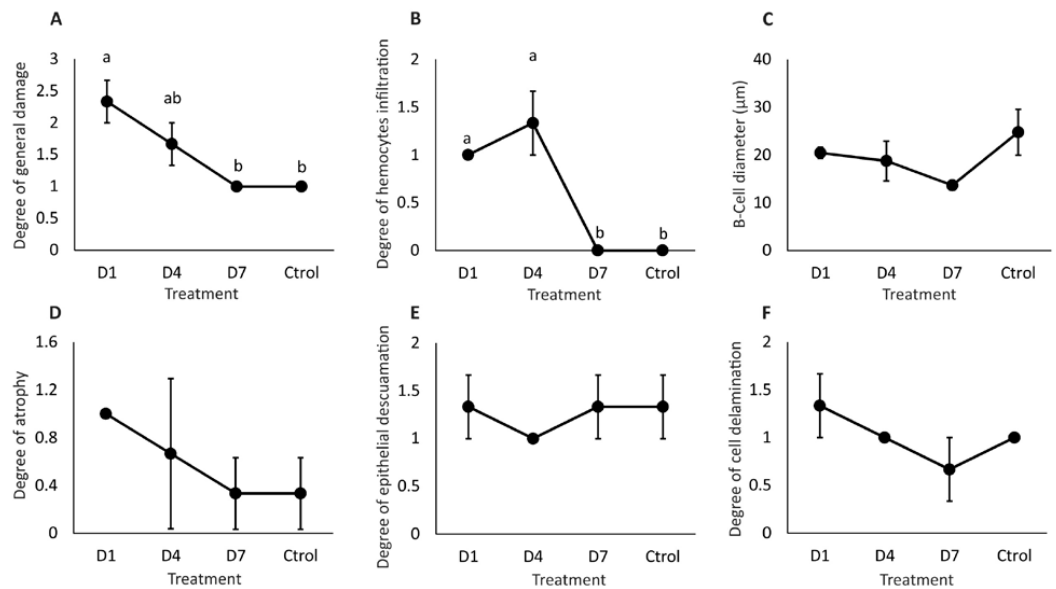 A
Degree of general damage
3
2.5
2
1.5
1
0.5
0
a
ab
b
b
D1 D4 D7 Ctrol
Treatment
B
Degree of hemocytes infiltration
2
1.5
1
0.5
0
a
a
b
b
D1 D4 D7 Ctrol
Treatment
C
B-Cell diameter (µm)
40
30
20
10
0
D1 D4 D7 Ctrol
Treatment
D
Degree of atrophy
1.6
1.2
0.8
0.4
0
D1 D4 D7 Ctrol
Treatment
E
Degree of epithelial descuamation
2
1.5
1
0.5
0
D1 D4 D7 Ctrol
Treatment
F
Degree of cell delamination
2
1.5
1
0.5
0
D1 D4 D7 Ctrol
Treatment